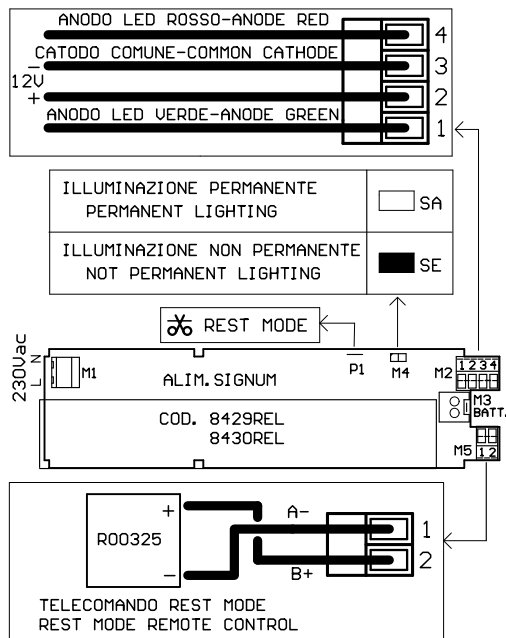 ANODO LED ROSSO-ANODE RED
4
CATODO COMUNE-COMMON CATHODE
3
-
12V
+
2
ANODO LED VERDE-ANODE GREEN
1
ILLUMINAZIONE PERMANENTE
PERMANENT LIGHTING
SA
ILLUMINAZIONE NON PERMANENTE
NOT PERMANENT LIGHTING
SE
REST MODE
230Vac
L N
M1
ALIM.SIGNUM
P1
M4
M2
1 2 3 4
M3
BATT.
COD. 8429REL
8430REL
M5
1 2
+
A-
R00325
1
-
B+
2
TELECOMANDO REST MODE
REST MODE REMOTE CONTROL